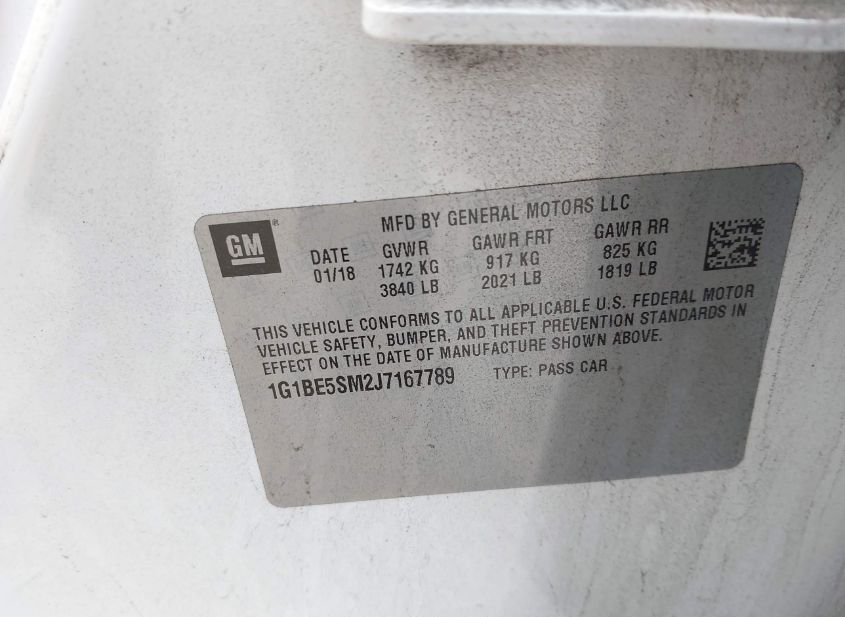 GM®
MFD BY GENERAL MOTORS LLC
DATE GVWR GAWR FRT GAWR RR
01/18 1742 KG 917 KG 825 KG
3840 LB 2021 LB 1819 LB
THIS VEHICLE CONFORMS TO ALL APPLICABLE U.S. FEDERAL MOTOR
VEHICLE SAFETY, BUMPER, AND THEFT PREVENTION STANDARDS IN
EFFECT ON THE DATE OF MANUFACTURE SHOWN ABOVE.
1G1BE5SM2J7167789 TYPE: PASS CAR